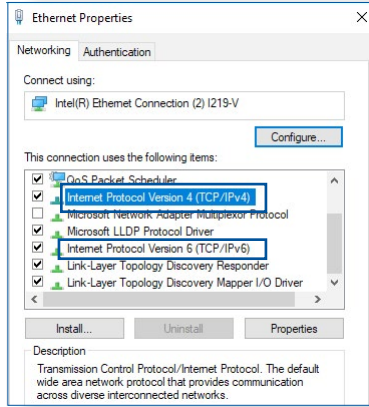 Ethernet Properties
Networking Authentication
Connect using:
Intel(R) Ethernet Connection (2) I219-V
Configure...
This connection uses the following items:
QoS Packet Scheduler
Internet Protocol Version 4 (TCP/IPv4)
Microsoft Network Adapter Multiplexor Protocol
Microsoft LLDP Protocol Driver
Internet Protocol Version 6 (TCP/IPv6)
Link-Layer Topology Discovery Responder
Link-Layer Topology Discovery Mapper I/O Driver
Install... Uninstall Properties
Description
Transmission Control Protocol/Internet Protocol. The default
wide area network protocol that provides communication
across diverse interconnected networks.